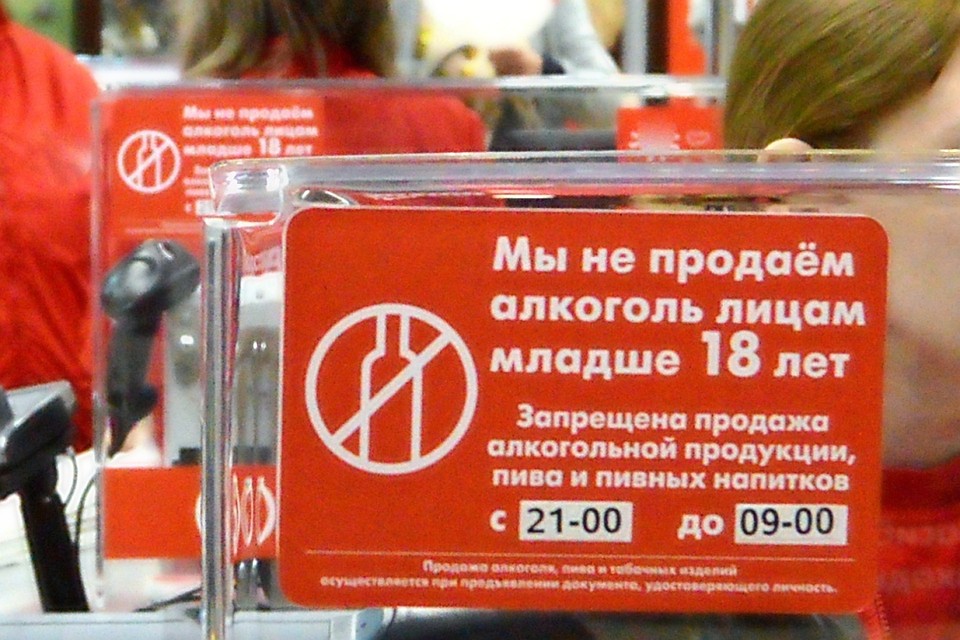 Мы не продаём
алкоголь лицам
младше 18 лет
Мы не продаём
алкоголь лицам
младше 18 лет
Запрещена продажа
алкогольной продукции,
пива и пивных напитков
с 21-00 до 09-00
Продажа алкоголя, пива и табачных изделий
осуществляется при предъявлении документа, удостоверяющего личность.